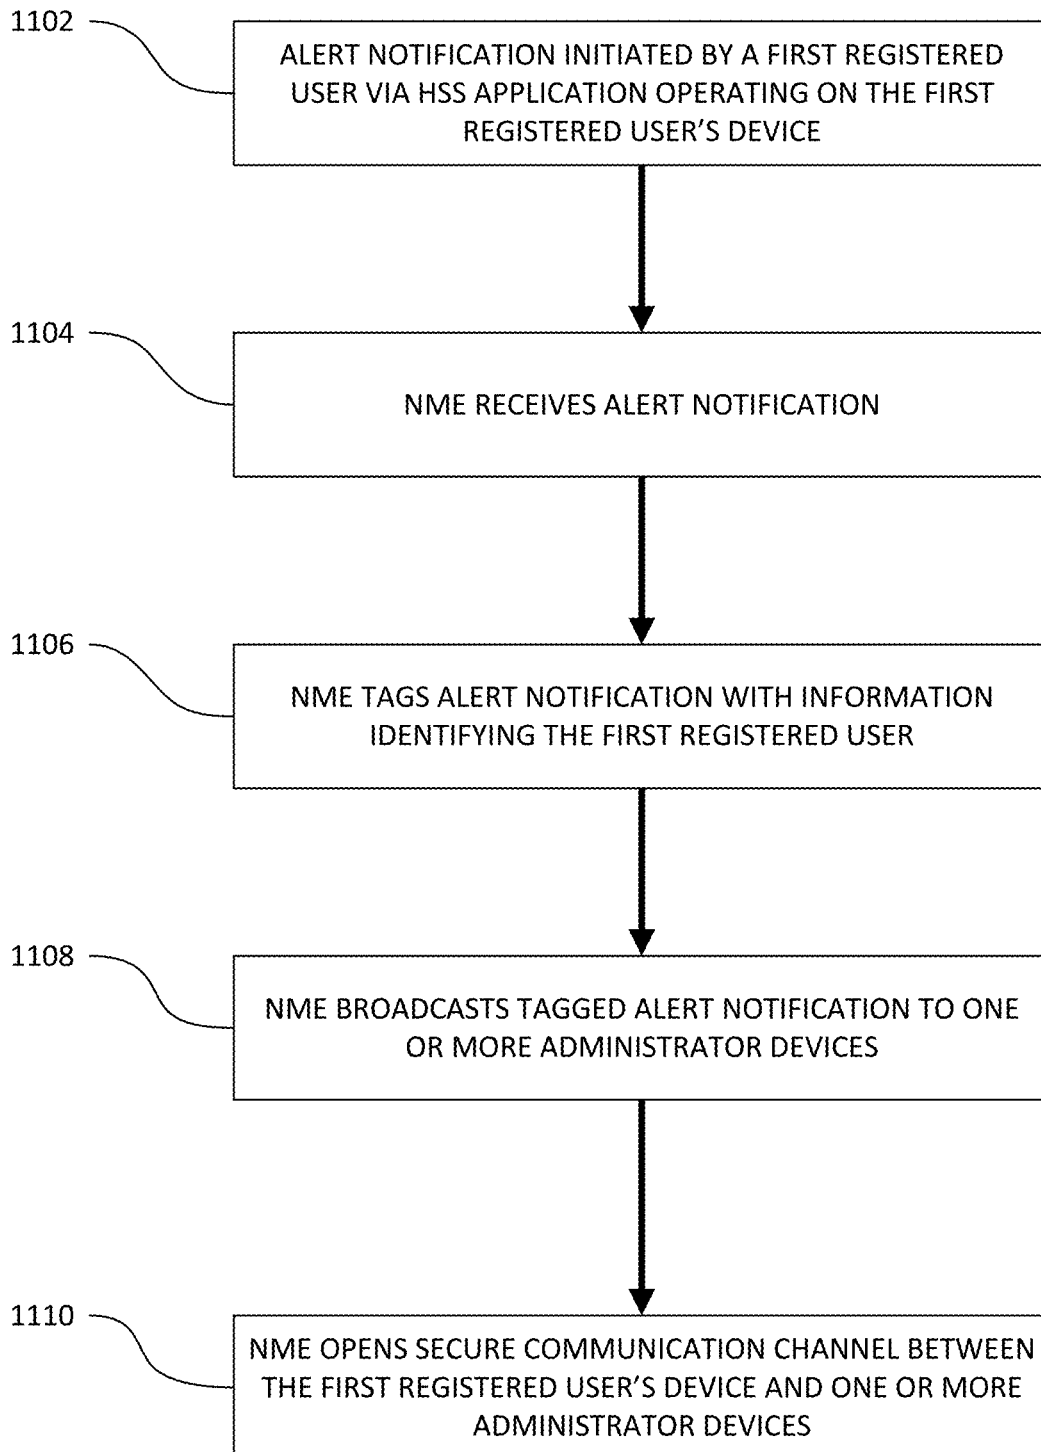 1102
ALERT NOTIFICATION INITIATED BY A FIRST REGISTERED
USER VIA HSS APPLICATION OPERATING ON THE FIRST
REGISTERED USER’S DEVICE
1104
NME RECEIVES ALERT NOTIFICATION
1106
NME TAGS ALERT NOTIFICATION WITH INFORMATION
IDENTIFYING THE FIRST REGISTERED USER
1108
NME BROADCASTS TAGGED ALERT NOTIFICATION TO ONE
OR MORE ADMINISTRATOR DEVICES
1110
NME OPENS SECURE COMMUNICATION CHANNEL BETWEEN
THE FIRST REGISTERED USER’S DEVICE AND ONE OR MORE
ADMINISTRATOR DEVICES